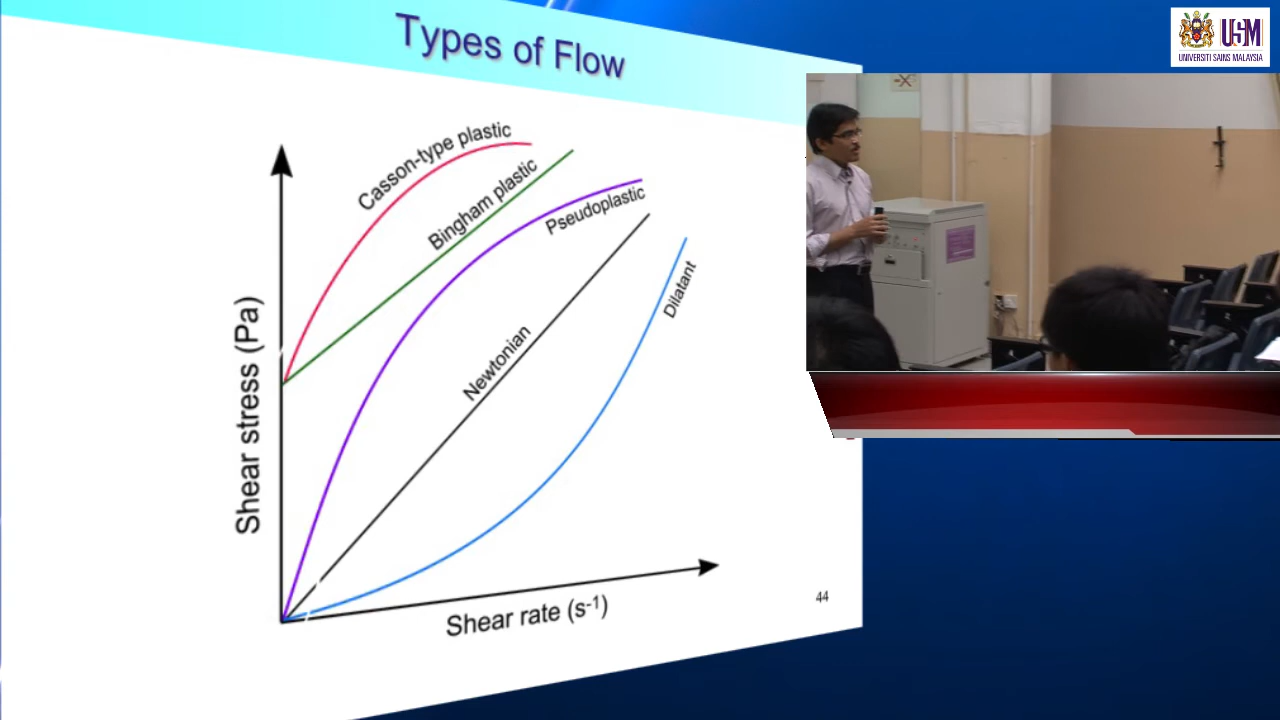 Types of Flow
USM
UNIVERSITI SAINS MALAYSIA
Casson-type plastic
Bingham plastic
Pseudoplastic
Newtonian
Dilatant
Shear stress (Pa)
Shear rate (s-1)
44